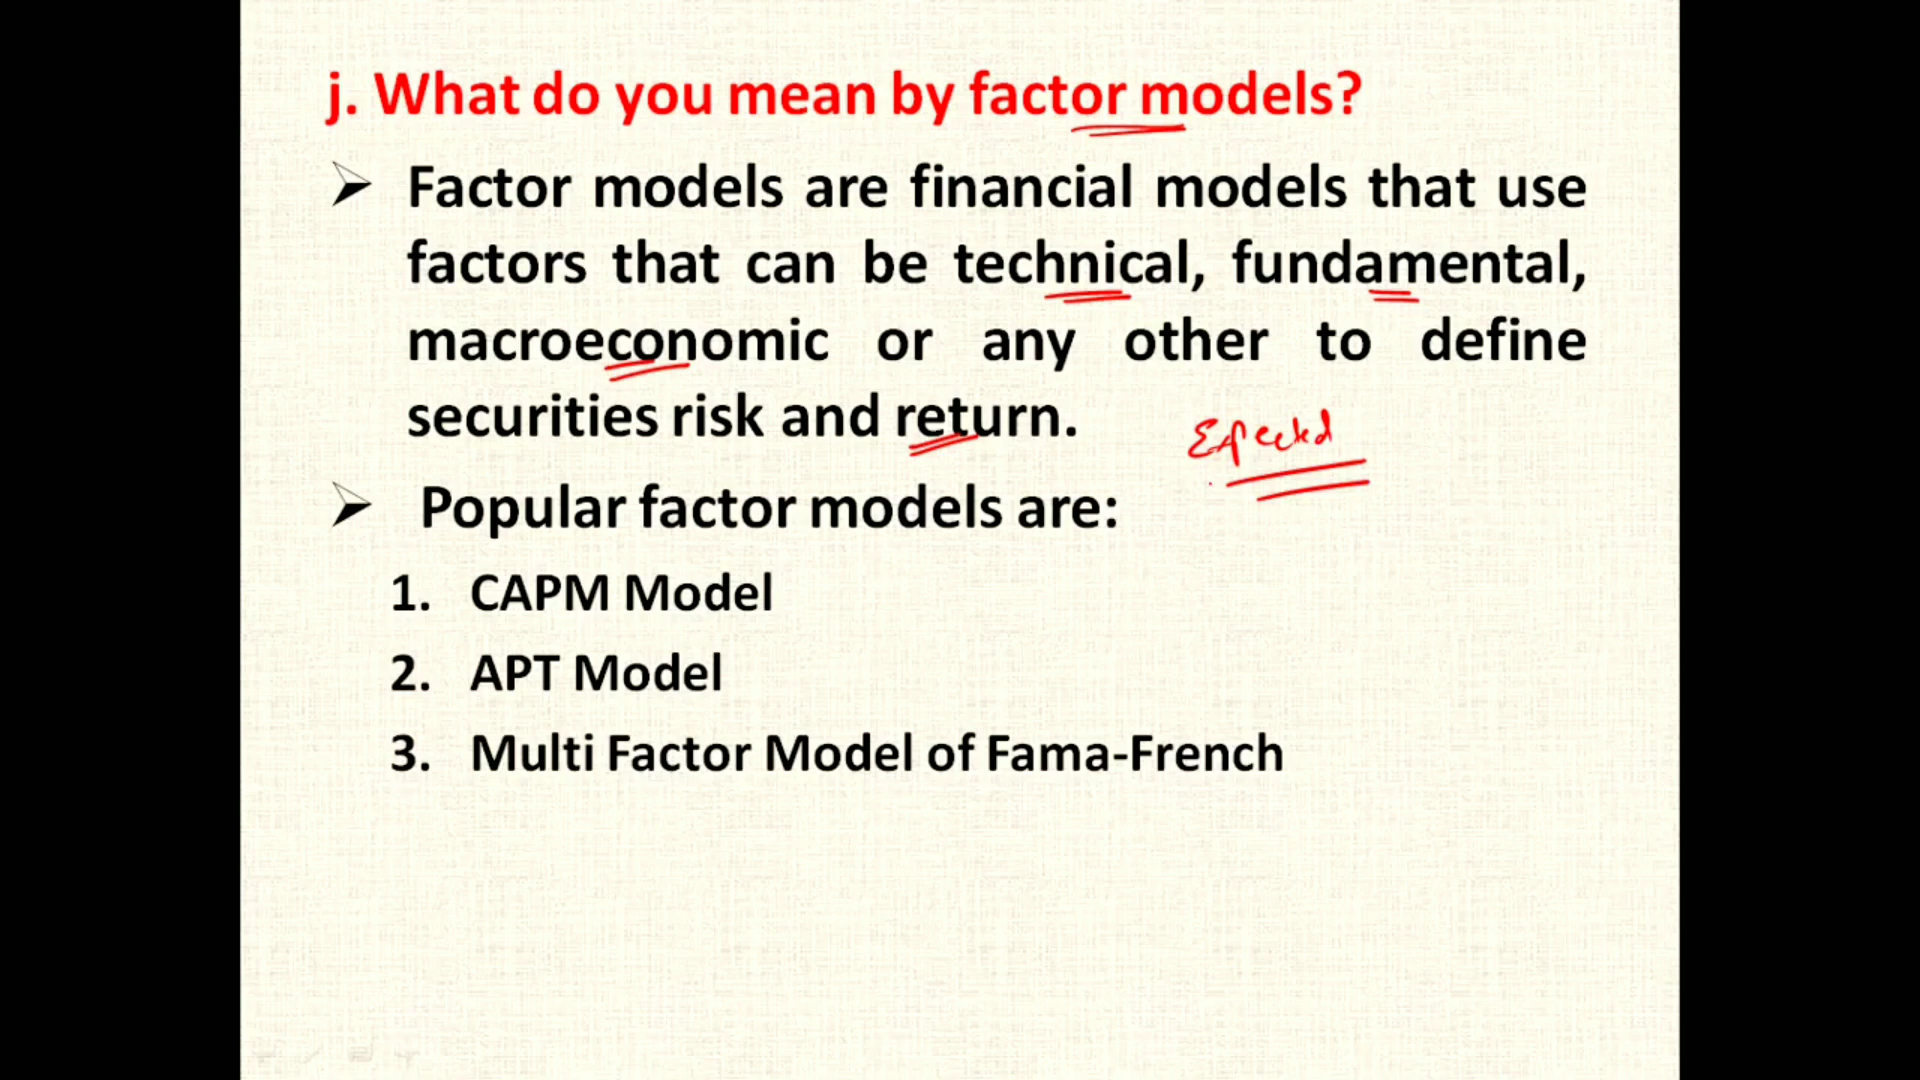 j. What do you mean by factor models?
➢ Factor models are financial models that use
factors that can be technical, fundamental,
macroeconomic or any other to define
securities risk and return.
Expected
➢ Popular factor models are:
1. CAPM Model
2. APT Model
3. Multi Factor Model of Fama-French